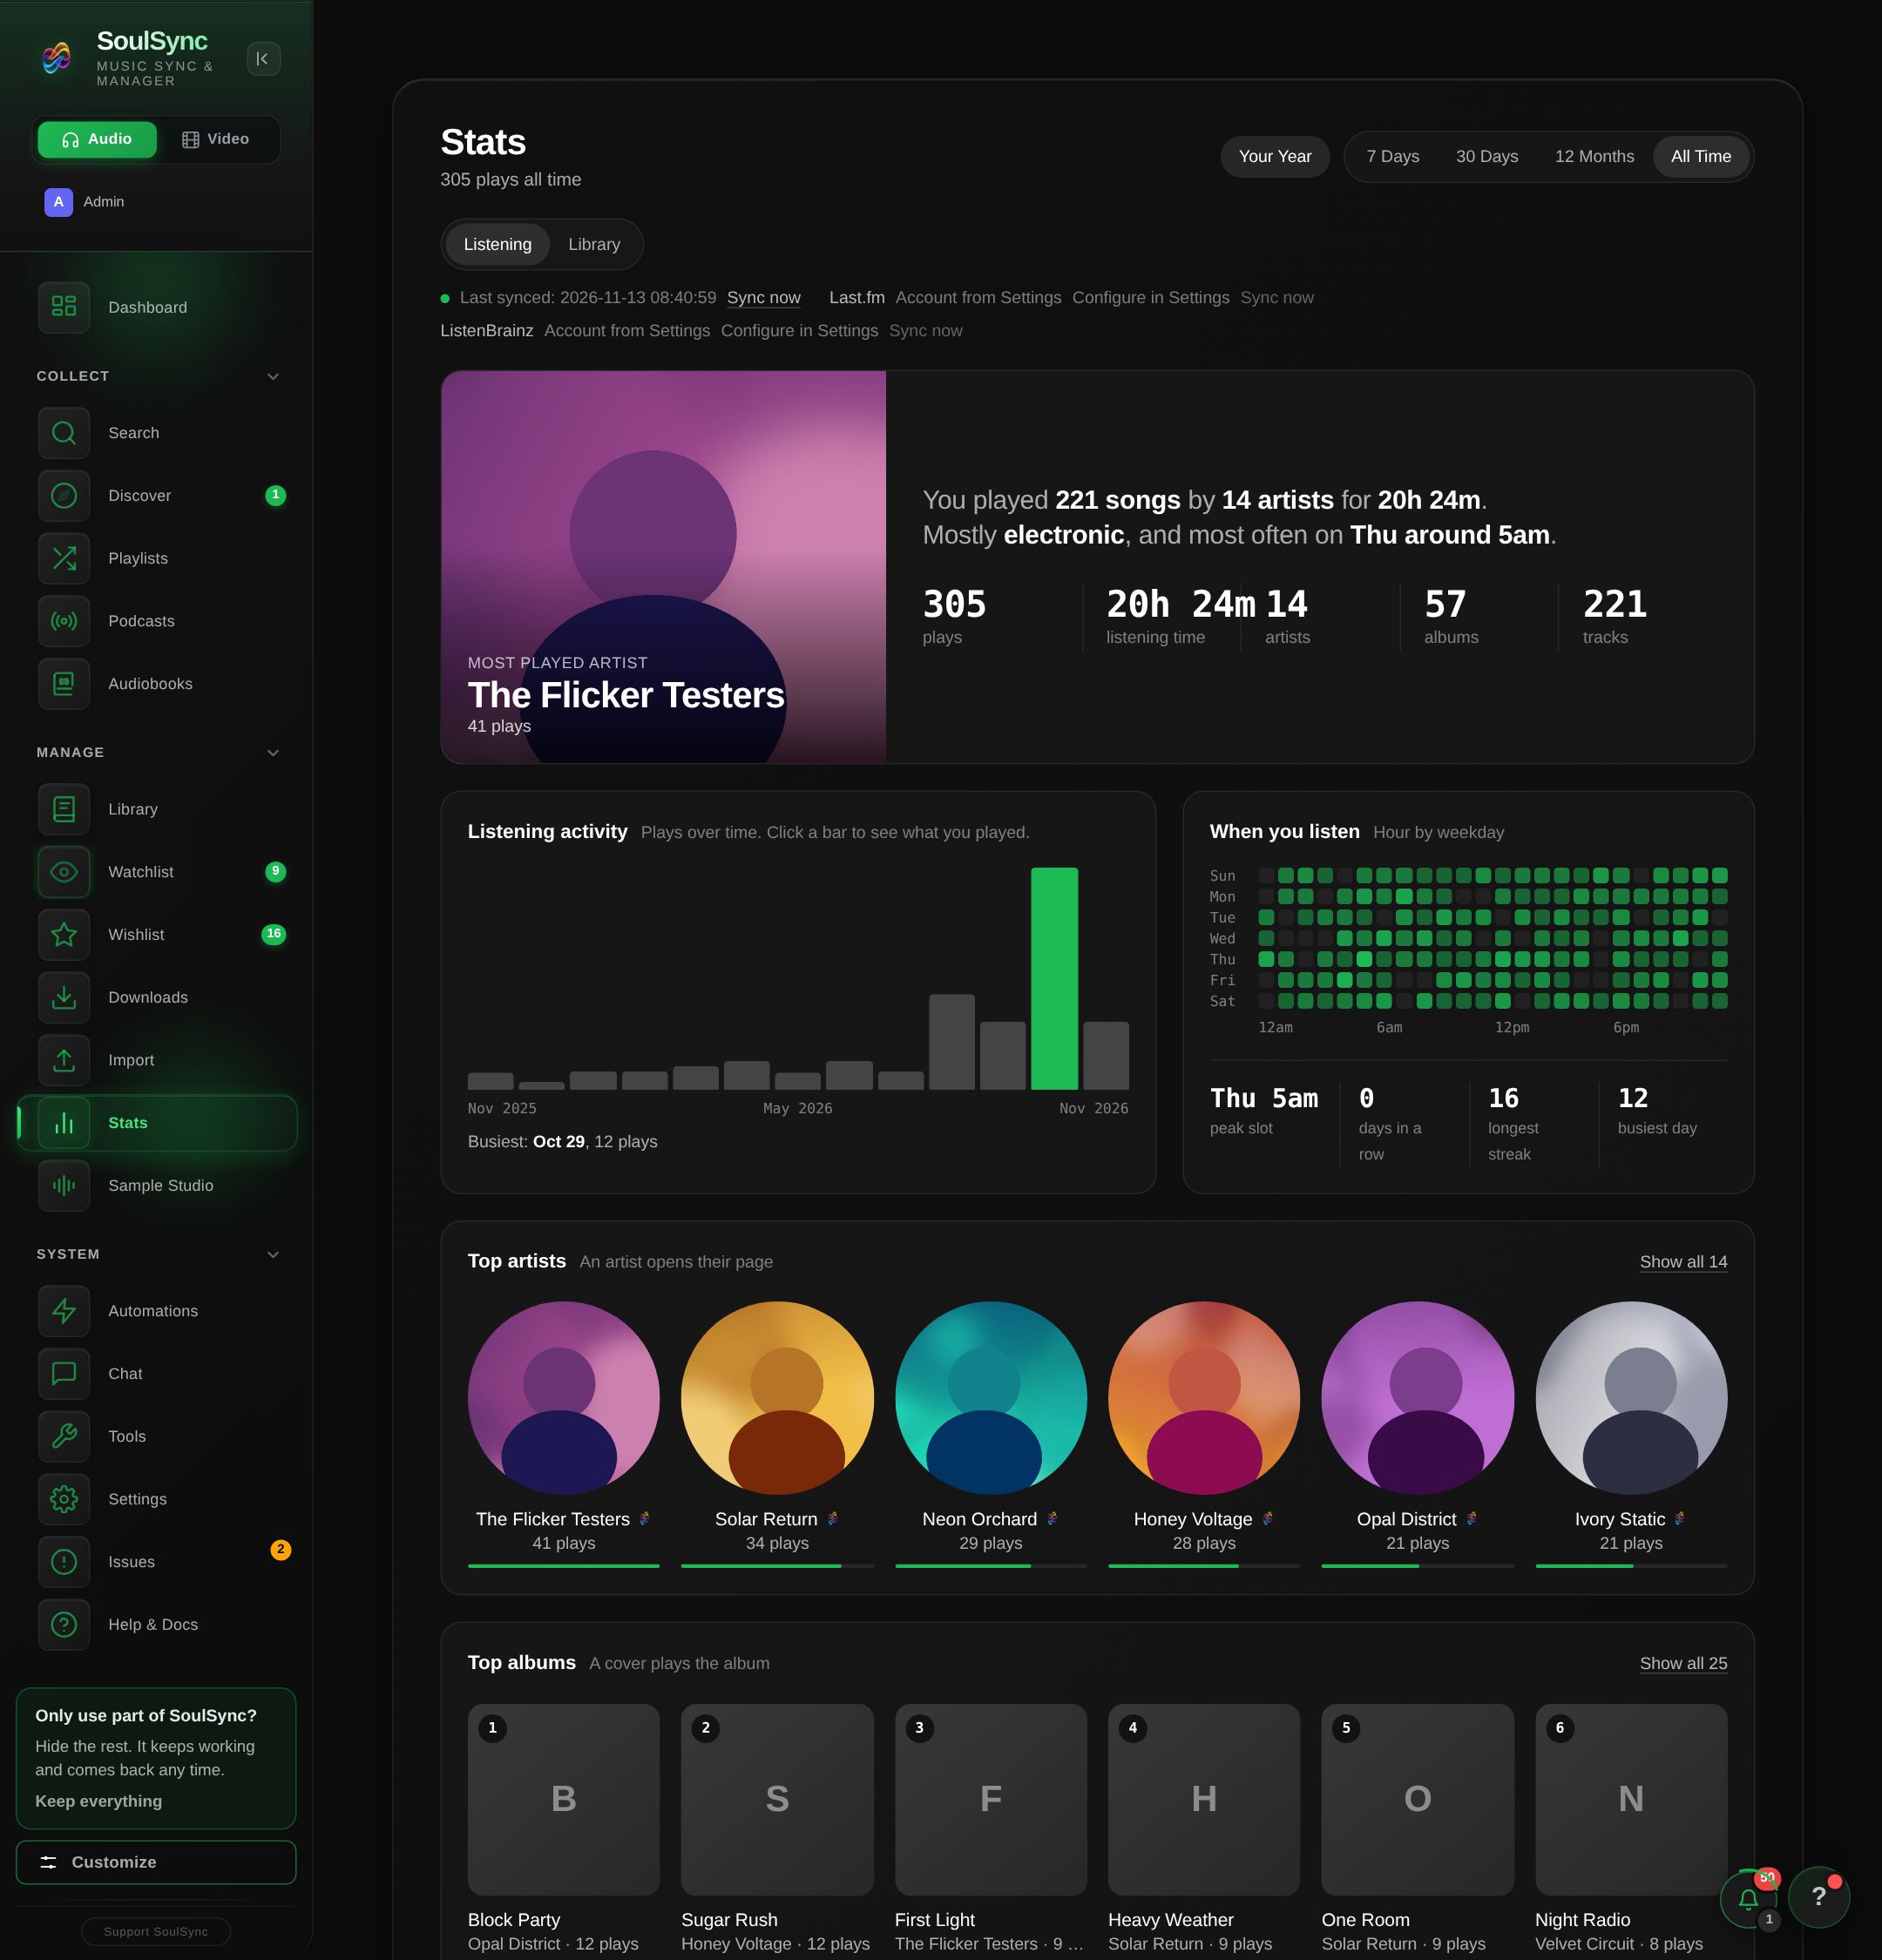 SoulSync
MUSIC SYNC &
MANAGER
Audio
Video
A
Admin
Dashboard
COLLECT
Search
Discover
1
Playlists
Podcasts
Audiobooks
MANAGE
Library
Watchlist
9
Wishlist
16
Downloads
Import
Stats
Sample Studio
SYSTEM
Automations
Chat
Tools
Settings
Issues
2
Help & Docs
Only use part of SoulSync?
Hide the rest. It keeps working
and comes back any time.
Keep everything
Customize
Support SoulSync
Stats
305 plays all time
Your Year
7 Days
30 Days
12 Months
All Time
Listening
Library
Last synced: 2026-11-13 08:40:59 Sync now Last.fm Account from Settings Configure in Settings Sync now
ListenBrainz Account from Settings Configure in Settings Sync now
MOST PLAYED ARTIST
The Flicker Testers
41 plays
You played 221 songs by 14 artists for 20h 24m.
Mostly electronic, and most often on Thu around 5am.
305
plays
20h 24m
listening time
14
artists
57
albums
221
tracks
Listening activity Plays over time. Click a bar to see what you played.
Nov 2025 May 2026 Nov 2026
Busiest: Oct 29, 12 plays
When you listen Hour by weekday
Sun
Mon
Tue
Wed
Thu
Fri
Sat
12am 6am 12pm 6pm
Thu 5am
peak slot
0
days in a
row
16
longest
streak
12
busiest day
Top artists An artist opens their page
Show all 14
The Flicker Testers
41 plays
Solar Return
34 plays
Neon Orchard
29 plays
Honey Voltage
28 plays
Opal District
21 plays
Ivory Static
21 plays
Top albums A cover plays the album
Show all 25
1
B
Block Party
Opal District · 12 plays
2
S
Sugar Rush
Honey Voltage · 12 plays
3
F
First Light
The Flicker Testers · 9 …
4
H
Heavy Weather
Solar Return · 9 plays
5
O
One Room
Solar Return · 9 plays
6
N
Night Radio
Velvet Circuit · 8 plays
1
?